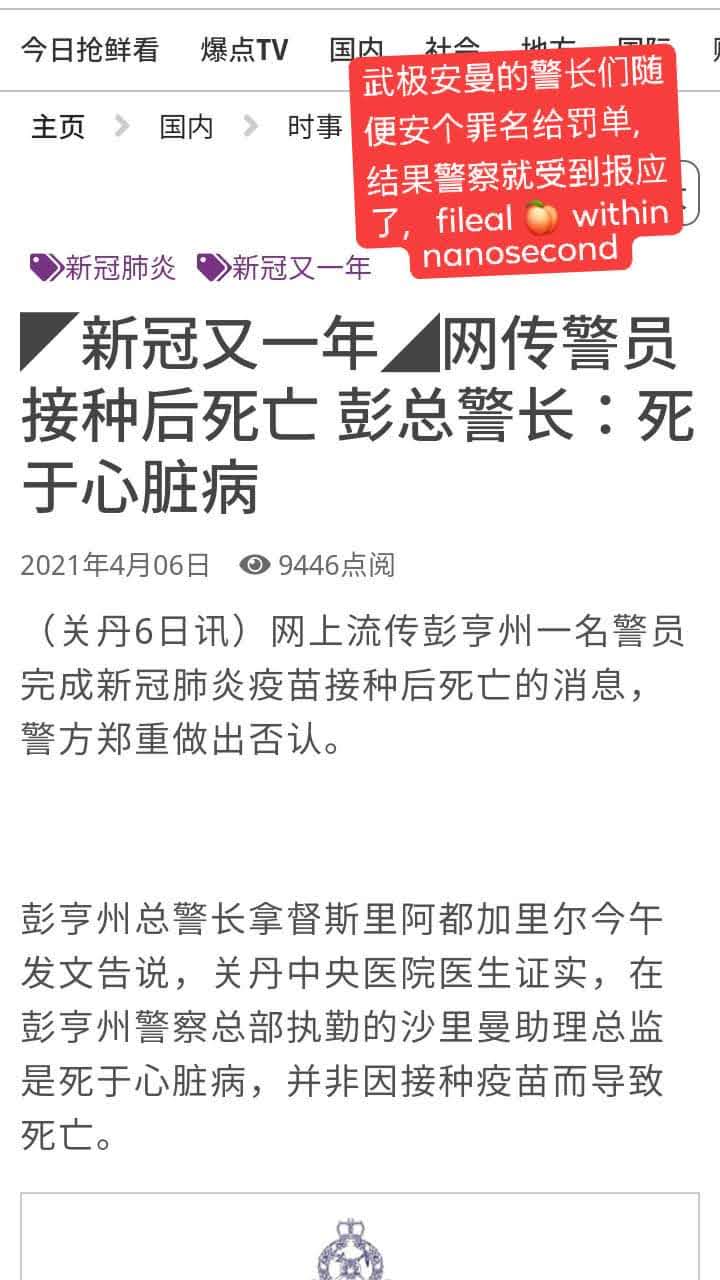 今日抢鲜看 爆点TV 国内 社会 地方 国际
主页 国内 时事
武极安曼的警长们随
便安个罪名给罚单,
结果警察就受到报应
了, fileal 🍑 within
nanosecond
新冠肺炎 新冠又一年
◤新冠又一年◢网传警员
接种后死亡 彭总警长：死
于心脏病
2021年4月06日 9446点阅
（关丹6日讯）网上流传彭亨州一名警员
完成新冠肺炎疫苗接种后死亡的消息，
警方郑重做出否认。
彭亨州总警长拿督斯里阿都加里尔今午
发文告说，关丹中央医院医生证实，在
彭亨州警察总部执勤的沙里曼助理总监
是死于心脏病，并非因接种疫苗而导致
死亡。